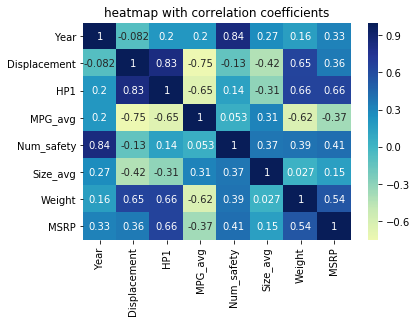 heatmap with correlation coefficients
Year 1 -0.082 0.2 0.2 0.84 0.27 0.16 0.33
Displacement -0.082 1 0.83 -0.75 -0.13 -0.42 0.65 0.36
HP1 0.2 0.83 1 -0.65 0.14 -0.31 0.66 0.66
MPG_avg 0.2 -0.75 -0.65 1 0.053 0.31 -0.62 -0.37
Num_safety 0.84 -0.13 0.14 0.053 1 0.37 0.39 0.41
Size_avg 0.27 -0.42 -0.31 0.31 0.37 1 0.027 0.15
Weight 0.16 0.65 0.66 -0.62 0.39 0.027 1 0.54
MSRP 0.33 0.36 0.66 -0.37 0.41 0.15 0.54 1
Year Displacement HP1 MPG_avg Num_safety Size_avg Weight MSRP
0.9
0.6
0.3
0.0
-0.3
-0.6